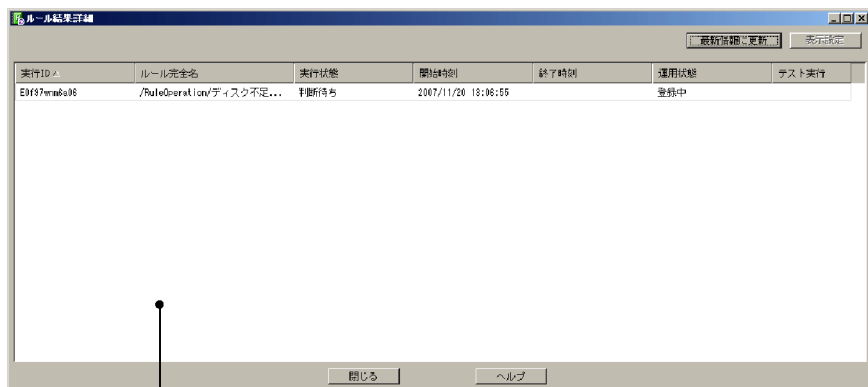 ルール結果詳細
最新情報に更新 表示設定
実行ID △ ルール完全名 実行状態 開始時刻 終了時刻 運用状態 テスト実行
/RuleOperation/ディスク不足... 判断待ち 2007/11/20 13:06:55 登録中
閉じる ヘルプ